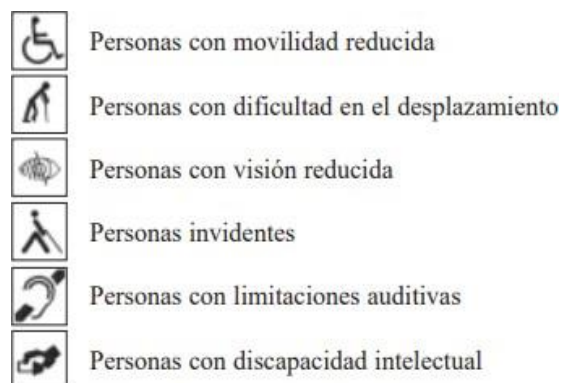 Personas con movilidad reducida
Personas con dificultad en el desplazamiento
Personas con visión reducida
Personas invidentes
Personas con limitaciones auditivas
Personas con discapacidad intelectual